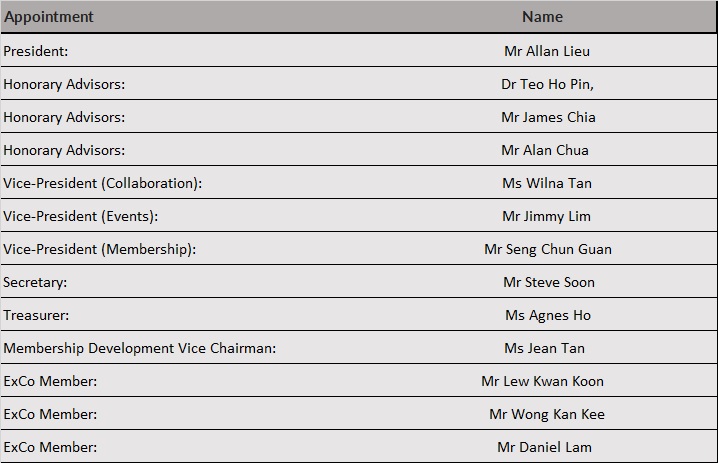 Appointment Name
President: Mr Allan Lieu
Honorary Advisors: Dr Teo Ho Pin,
Honorary Advisors: Mr James Chia
Honorary Advisors: Mr Alan Chua
Vice-President (Collaboration): Ms Wilna Tan
Vice-President (Events): Mr Jimmy Lim
Vice-President (Membership): Mr Seng Chun Guan
Secretary: Mr Steve Soon
Treasurer: Ms Agnes Ho
Membership Development Vice Chairman: Ms Jean Tan
ExCo Member: Mr Lew Kwan Koon
ExCo Member: Mr Wong Kan Kee
ExCo Member: Mr Daniel Lam